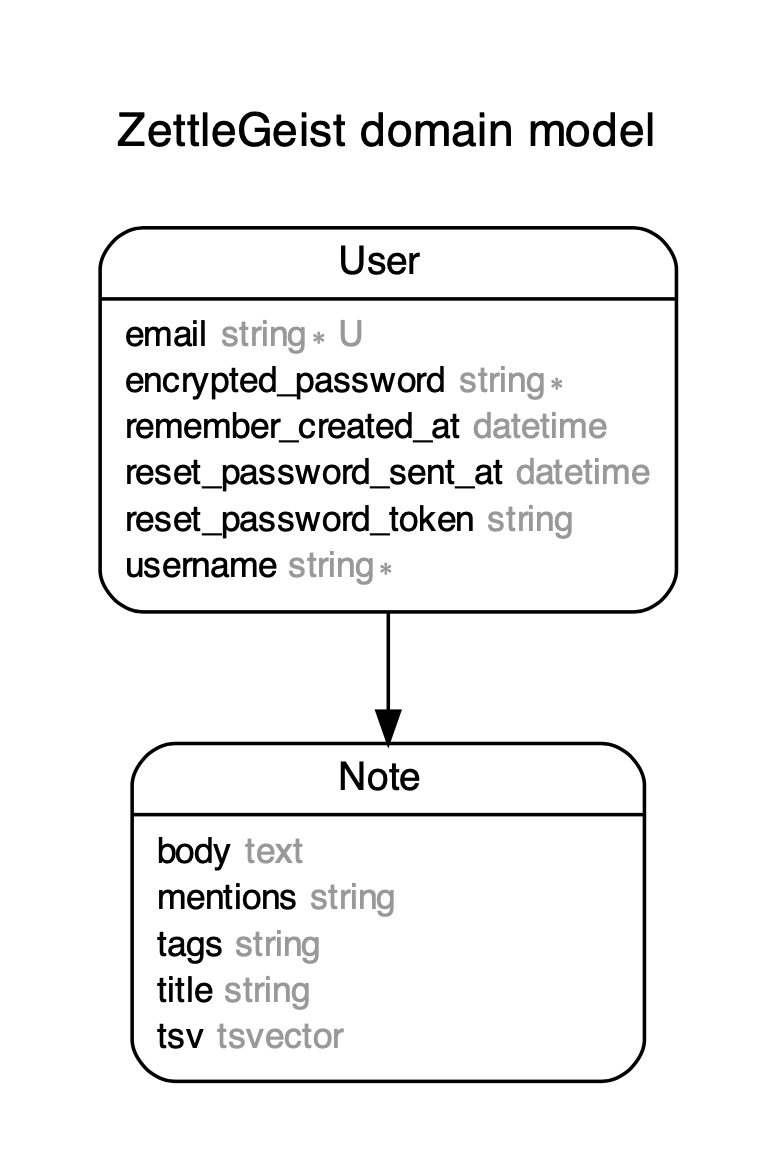 ZettleGeist domain model
User
email string* U
encrypted_password string*
remember_created_at datetime
reset_password_sent_at datetime
reset_password_token string
username string*
Note
body text
mentions string
tags string
title string
tsv tsvector